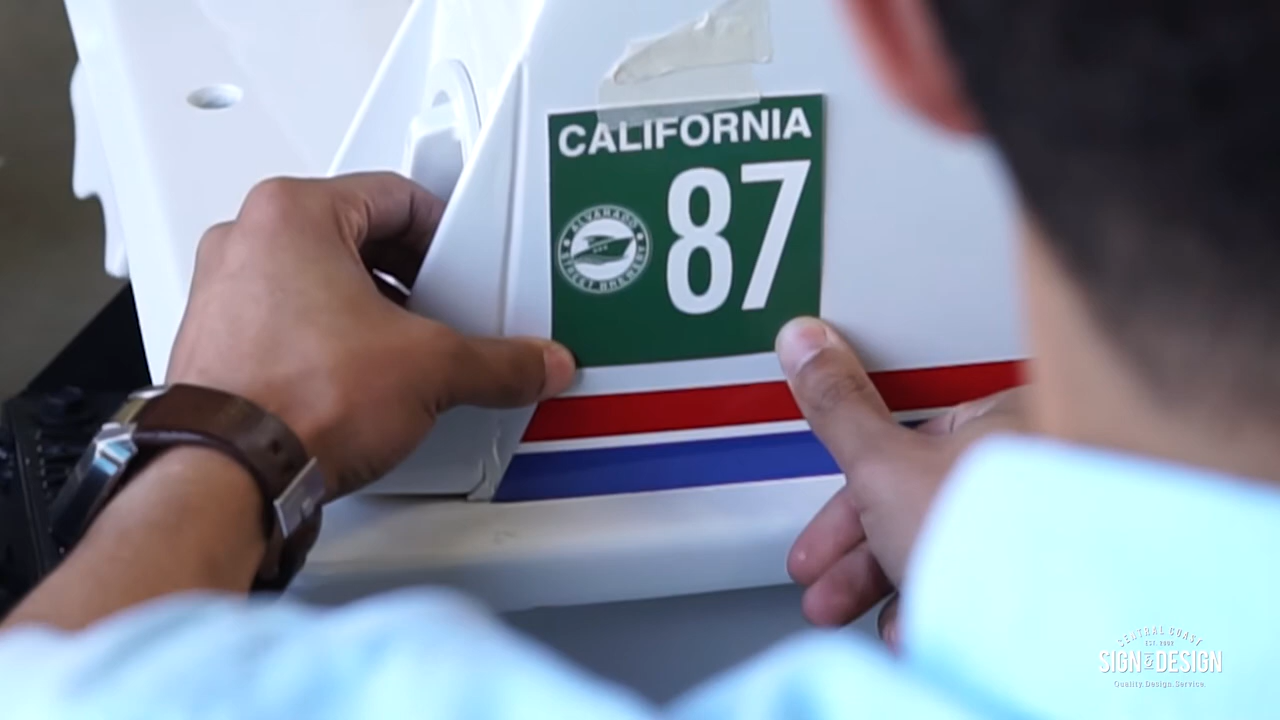 CALIFORNIA
87
ALVARADO
STREET BREWERY
CENTRAL COAST
EST. 2002
SIGN & DESIGN
Quality.Design.Service.